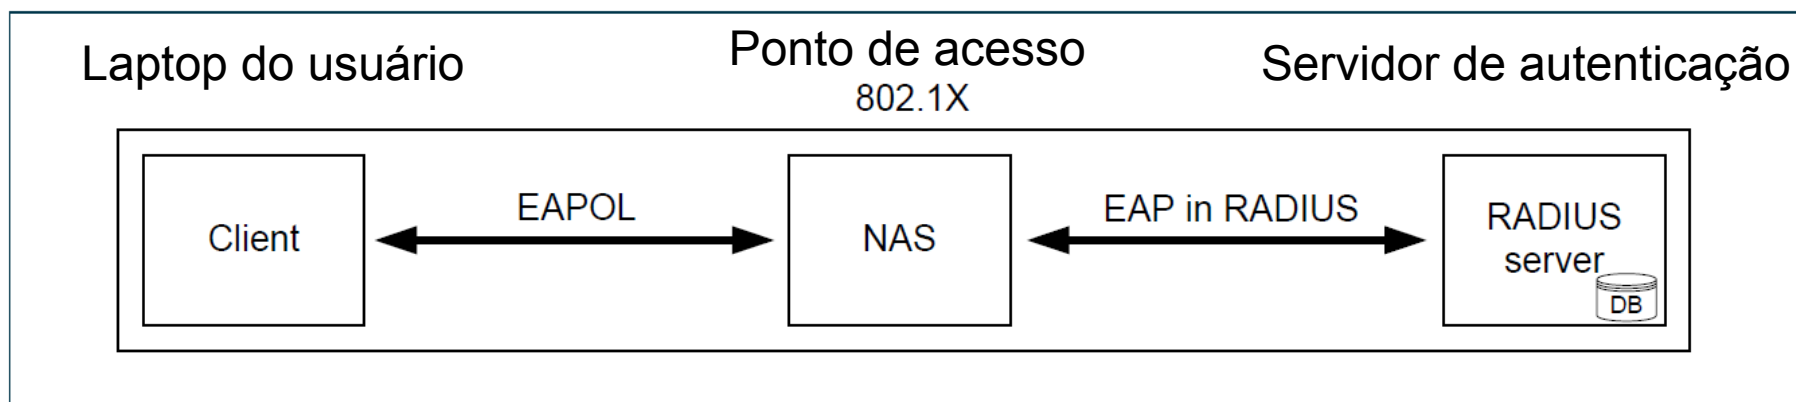 Laptop do usuário
Ponto de acesso
802.1X
Servidor de autenticação
Client
EAPOL
NAS
EAP in RADIUS
RADIUS
server
DB